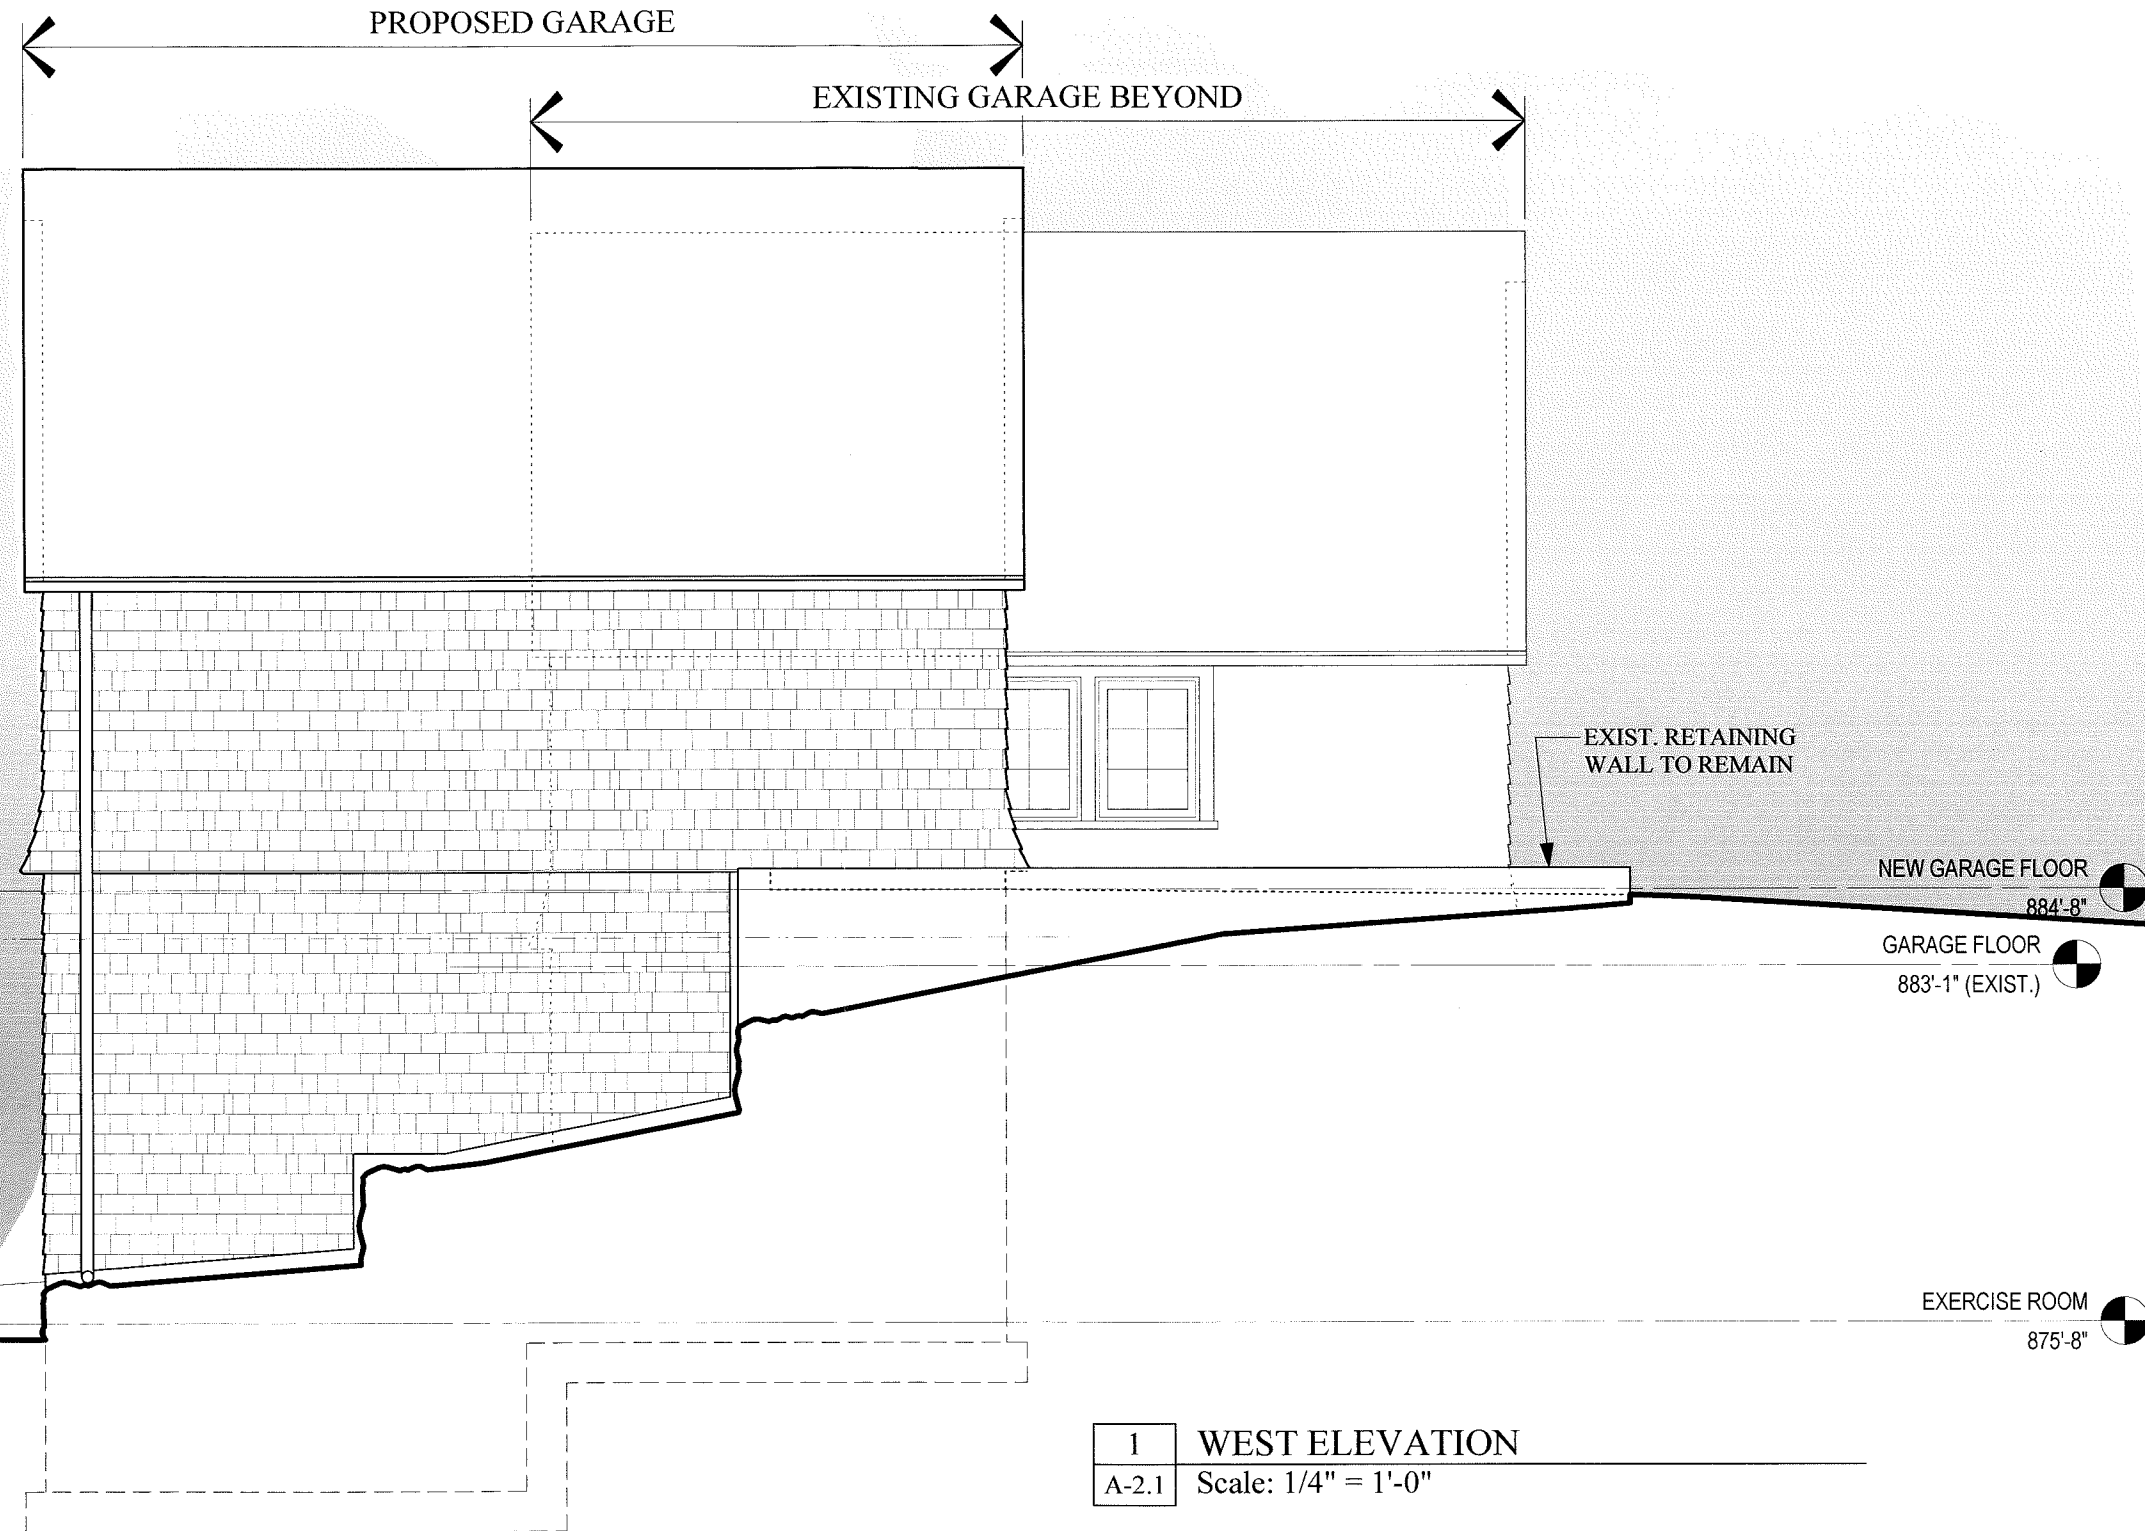 PROPOSED GARAGE
EXISTING GARAGE BEYOND
EXIST. RETAINING
WALL TO REMAIN
NEW GARAGE FLOOR
884'-8"
GARAGE FLOOR
883'-1" (EXIST.)
EXERCISE ROOM
875'-8"
1
WEST ELEVATION
A-2.1
Scale: 1/4" = 1'-0"